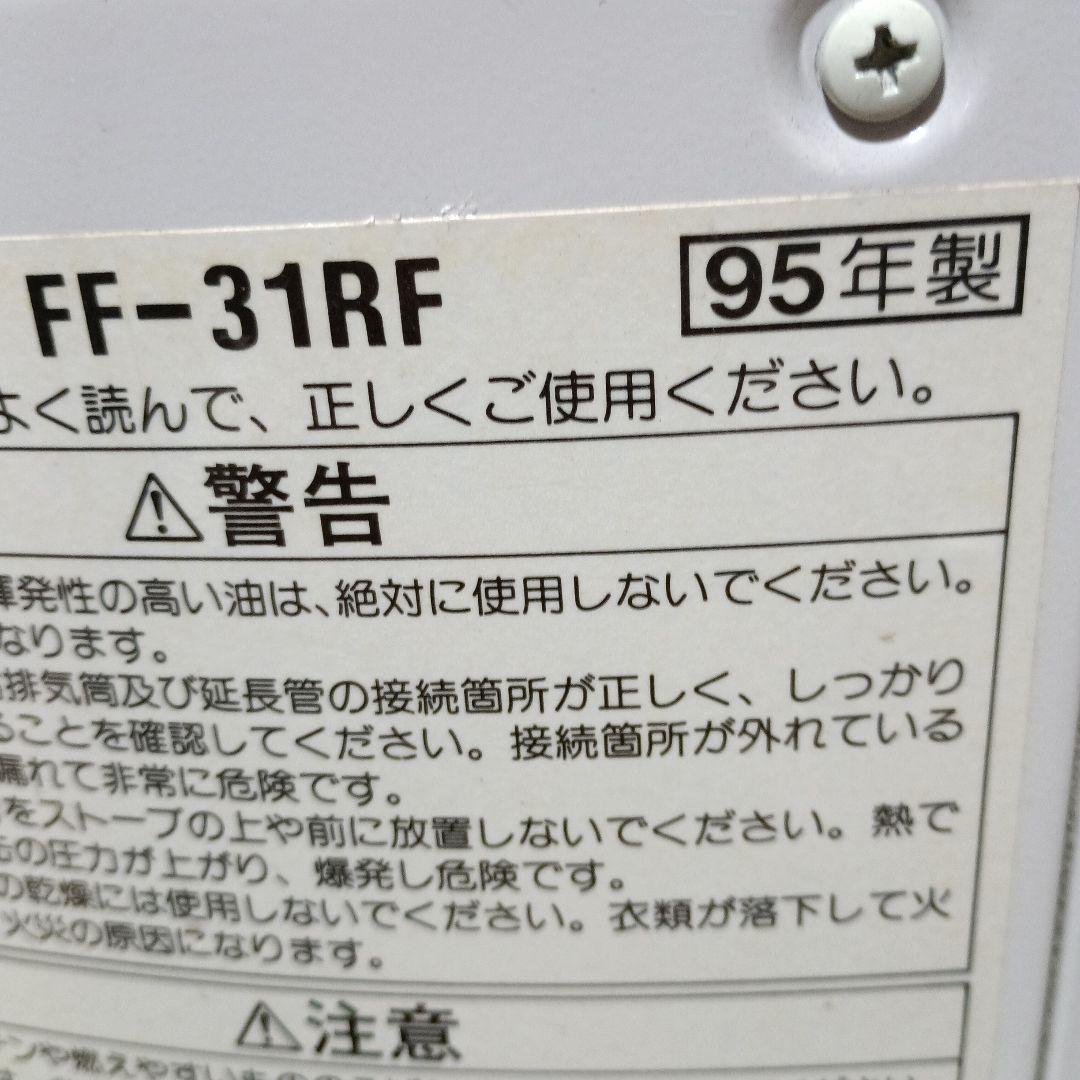 FF-31RF 95年製
よく読んで、正しくご使用ください。
⚠警告
揮発性の高い油は、絶対に使用しないでください。
なります。
排気筒及び延長管の接続箇所が正しく、しっかり
ることを確認してください。接続箇所が外れている
漏れて非常に危険です。
をストーブの上や前に放置しないでください。熱で
の圧力が上がり、爆発し危険です。
の乾燥には使用しないでください。衣類が落下して火
火災の原因になります。
⚠注意
や燃えやすいもの